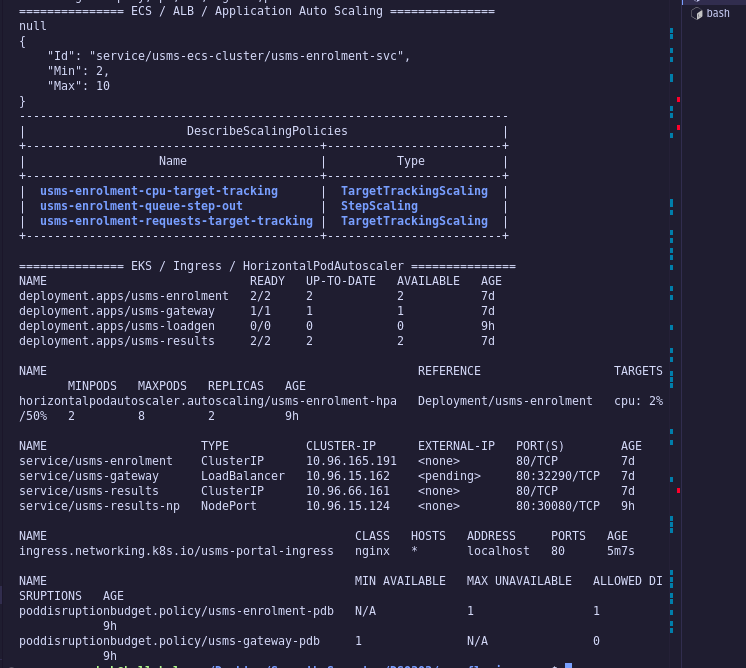 =============== ECS / ALB / Application Auto Scaling ===============
null
{
    "Id": "service/usms-ecs-cluster/usms-enrolment-svc",
    "Min": 2,
    "Max": 10
}
----------------------------------------------------------------------
|                       DescribeScalingPolicies                      |
+------------------------------------------+-------------------------+
|                   Name                   |          Type           |
+------------------------------------------+-------------------------+
|  usms-enrolment-cpu-target-tracking      |  TargetTrackingScaling  |
|  usms-enrolment-queue-step-out           |  StepScaling            |
|  usms-enrolment-requests-target-tracking |  TargetTrackingScaling  |
+------------------------------------------+-------------------------+
=============== EKS / Ingress / HorizontalPodAutoscaler ===============
NAME                             READY   UP-TO-DATE   AVAILABLE   AGE
deployment.apps/usms-enrolment   2/2     2            2           7d
deployment.apps/usms-gateway     1/1     1            1           7d
deployment.apps/usms-loadgen     0/0     0            0           9h
deployment.apps/usms-results     2/2     2            2           7d
NAME                                                     REFERENCE                   TARGETS
       MINPODS   MAXPODS   REPLICAS   AGE
horizontalpodautoscaler.autoscaling/usms-enrolment-hpa   Deployment/usms-enrolment   cpu: 2%
/50%   2         8         2          9h
NAME                      TYPE           CLUSTER-IP     EXTERNAL-IP   PORT(S)        AGE
service/usms-enrolment    ClusterIP      10.96.165.191  <none>        80/TCP         7d
service/usms-gateway      LoadBalancer   10.96.15.162   <pending>     80:32290/TCP   7d
service/usms-results      ClusterIP      10.96.66.161   <none>        80/TCP         7d
service/usms-results-np   NodePort       10.96.15.124   <none>        80:30080/TCP   9h
NAME                                            CLASS   HOSTS   ADDRESS     PORTS   AGE
ingress.networking.k8s.io/usms-portal-ingress   nginx   *       localhost   80      5m7s
NAME                                            MIN AVAILABLE   MAX UNAVAILABLE   ALLOWED DI
SRUPTIONS   AGE
poddisruptionbudget.policy/usms-enrolment-pdb   N/A             1                 1
            9h
poddisruptionbudget.policy/usms-gateway-pdb     1               N/A               0
            9h
bash